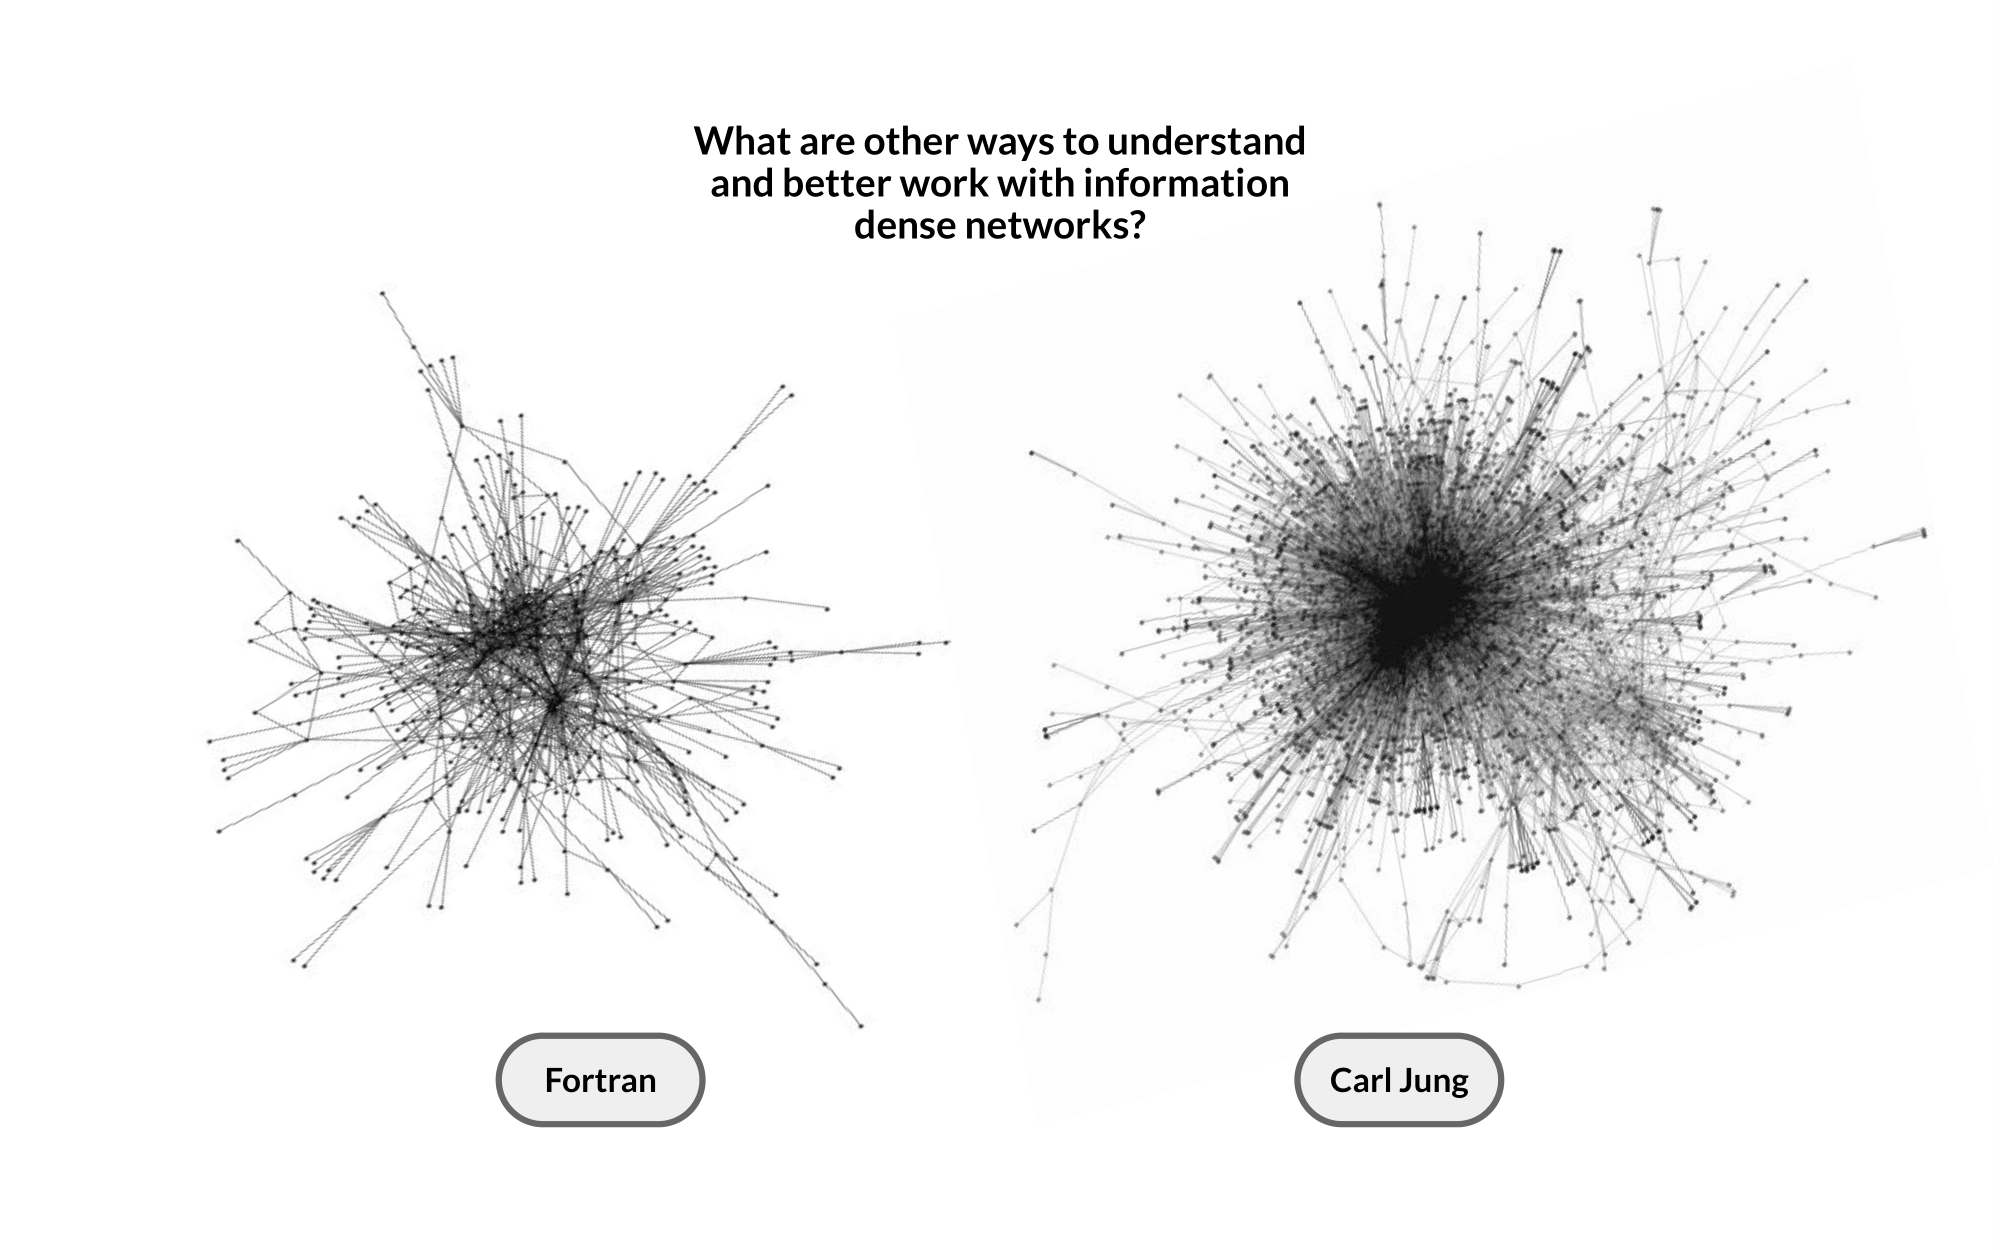 What are other ways to understand
and better work with information
dense networks?
Fortran
Carl Jung